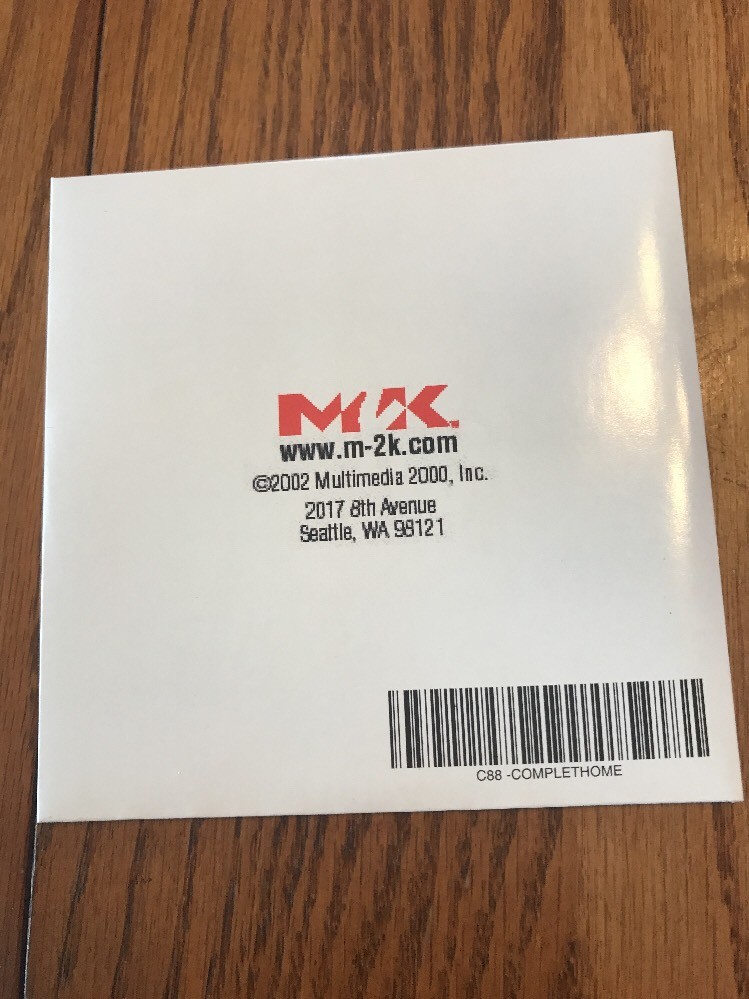 M2K.
www.m-2k.com
©2002 Multimedia 2000, Inc.
2017 8th Avenue
Seattle, WA 98121
C88 -COMPLETHOME